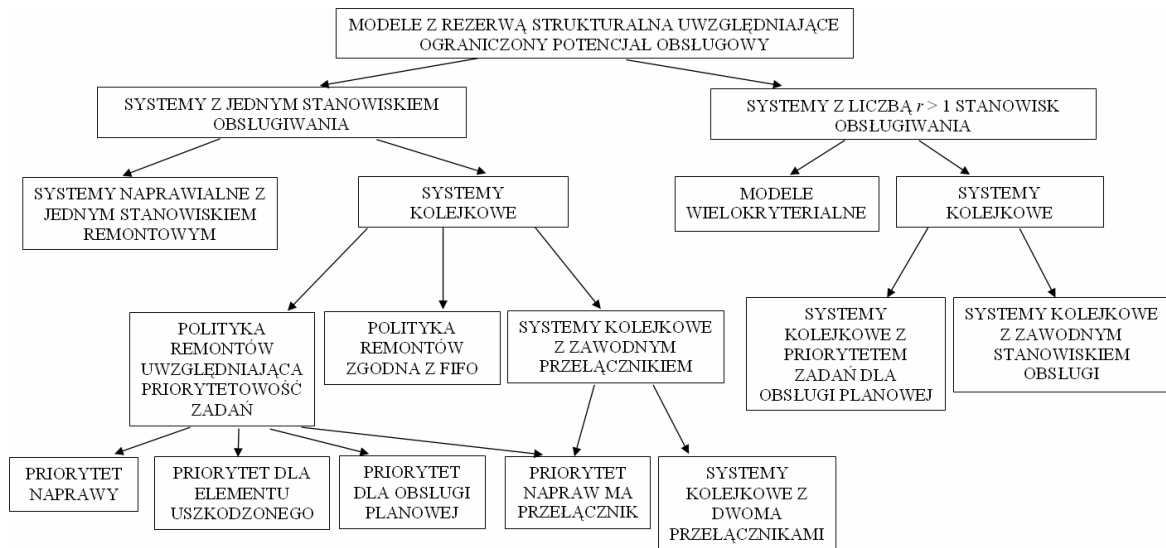 MODELE Z REZERWĄ STRUKTURALNA UWZGLĘDNIAJĄCE
OGRANICZONY POTENCJAŁ OBSŁUGOWY
SYSTEMY Z JEDNYM STANOWISKIEM
OBSŁUGIWANIA
SYSTEMY Z LICZBĄ r > 1 STANOWISK
OBSŁUGIWANIA
SYSTEMY NAPRAWIALNE Z
JEDNYM STANOWISKIEM
REMONTOWYM
SYSTEMY
KOLEJKOWE
MODELE
WIELOKRYTERIALNE
SYSTEMY
KOLEJKOWE
POLITYKA
REMONTÓW
UWZGLĘDNIAJĄCA
PRIORYTETOWOŚĆ
ZADAŃ
POLITYKA
REMONTÓW
ZGODNA Z FIFO
SYSTEMY KOLEJKOWE
Z ZAWODNYM
PRZEŁĄCZNIKIEM
SYSTEMY
KOLEJKOWE Z
PRIORYTETEM
ZADAŃ DLA
OBSŁUGI PLANOWEJ
SYSTEMY KOLEJKOWE
Z ZAWODNYM
STANOWISKIEM
OBSŁUGI
PRIORYTET
NAPRAWY
PRIORYTET DLA
ELEMENTU
USZKODZONEGO
PRIORYTET
DLA OBSŁUGI
PLANOWEJ
PRIORYTET
NAPRAW MA
PRZEŁĄCZNIK
SYSTEMY
KOLEJKOWE Z
DWOMA
PRZEŁĄCZNIKAMI